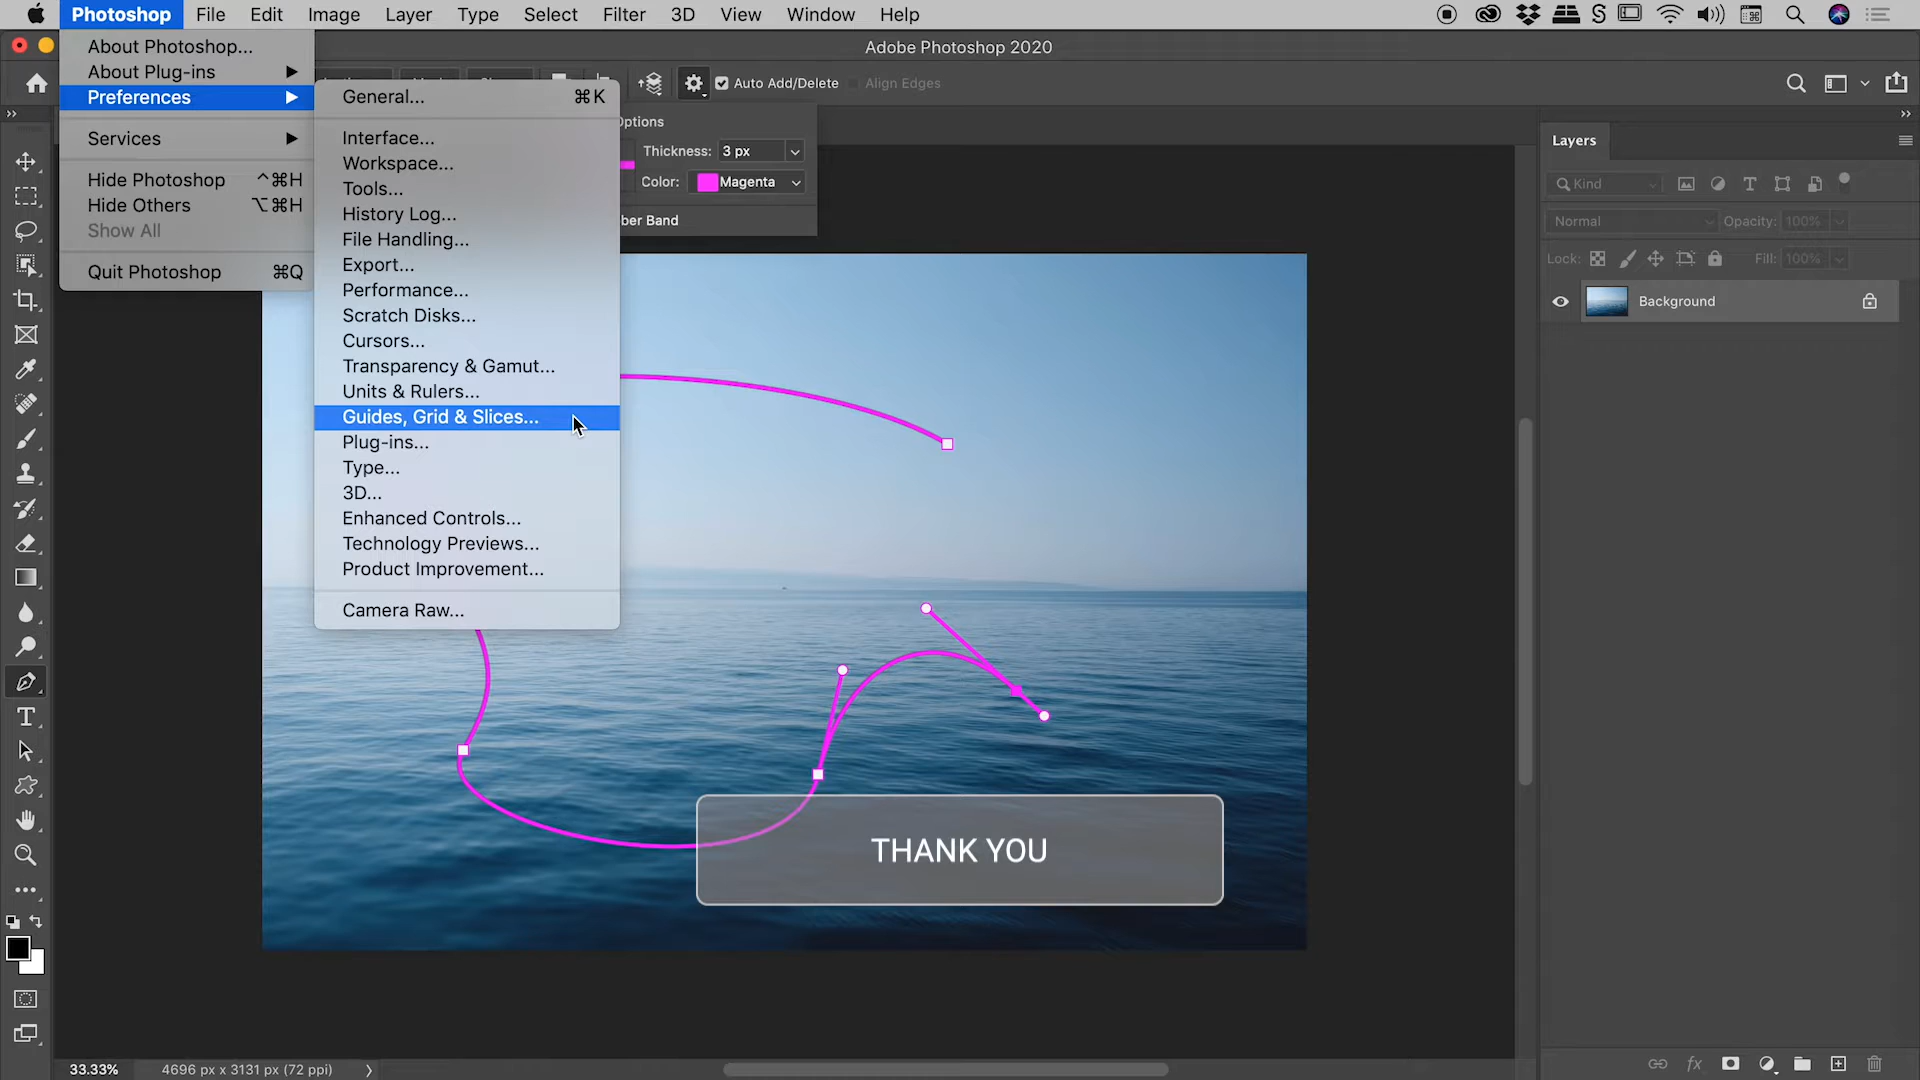 Photoshop File Edit Image Layer Type Select Filter 3D View Window Help
Adobe Photoshop 2020
About Photoshop...
About Plug-ins
Preferences
Services
Hide Photoshop ^⌘H
Hide Others ⌥⌘H
Show All
Quit Photoshop ⌘Q
General... ⌘K
Interface...
Workspace...
Tools...
History Log...
File Handling...
Export...
Performance...
Scratch Disks...
Cursors...
Transparency & Gamut...
Units & Rulers...
Guides, Grid & Slices...
Plug-ins...
Type...
3D...
Enhanced Controls...
Technology Previews...
Product Improvement...
Camera Raw...
Auto Add/Delete Align Edges
Options
Thickness: 3 px
Color: Magenta
ber Band
Layers
Kind
Normal Opacity: 100%
Lock: Fill: 100%
Background
THANK YOU
33.33% 4696 px x 3131 px (72 ppi)